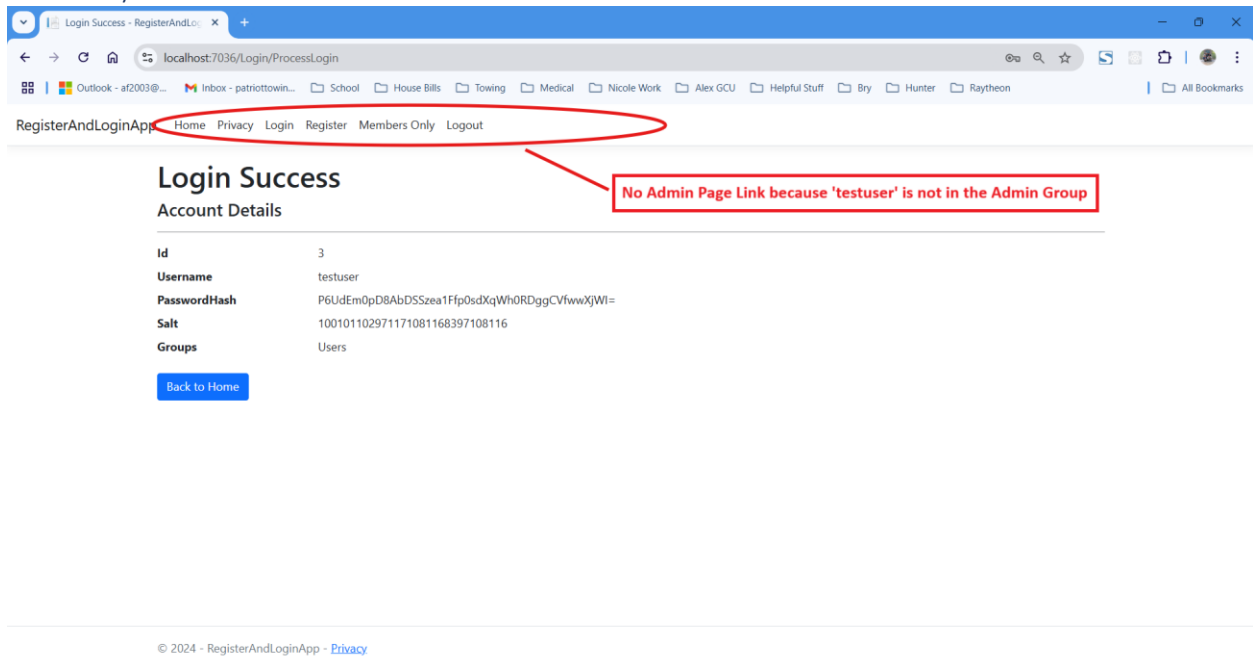 Login Success - RegisterAndLog
localhost:7036/Login/ProcessLogin
Outlook - af2003@... Inbox - patriottowin... School House Bills Towing Medical Nicole Work Alex GCU Helpful Stuff Bry Hunter Raytheon All Bookmarks
RegisterAndLoginApp Home Privacy Login Register Members Only Logout
Login Success
No Admin Page Link because 'testuser' is not in the Admin Group
Account Details
Id 3
Username testuser
PasswordHash P6UdEm0pD8AbDSSzea1Ffp0sdXqWh0RDggCVfwwXjWI=
Salt 100101102971171081168397108116
Groups Users
Back to Home
© 2024 - RegisterAndLoginApp - Privacy